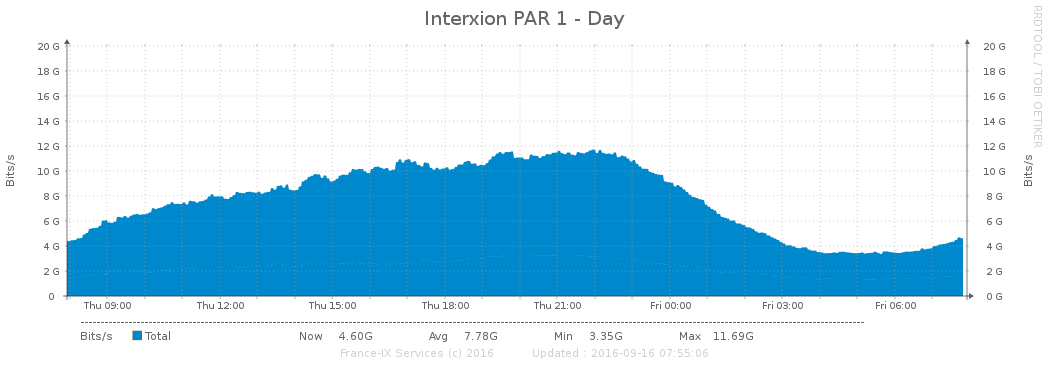 Interxion PAR 1 - Day
RRDTOOL / TOBI OETIKER
Bits/s
20 G 20 G
18 G 18 G
16 G 16 G
14 G 14 G
12 G 12 G
10 G 10 G
8 G 8 G
6 G 6 G
4 G 4 G
2 G 2 G
0 0 G
Bits/s
Thu 09:00 Thu 12:00 Thu 15:00 Thu 18:00 Thu 21:00 Fri 00:00 Fri 03:00 Fri 06:00
Bits/s Total Now 4.60G Avg 7.78G Min 3.35G Max 11.69G
France-IX Services (c) 2016 Updated : 2016-09-16 07:55:06